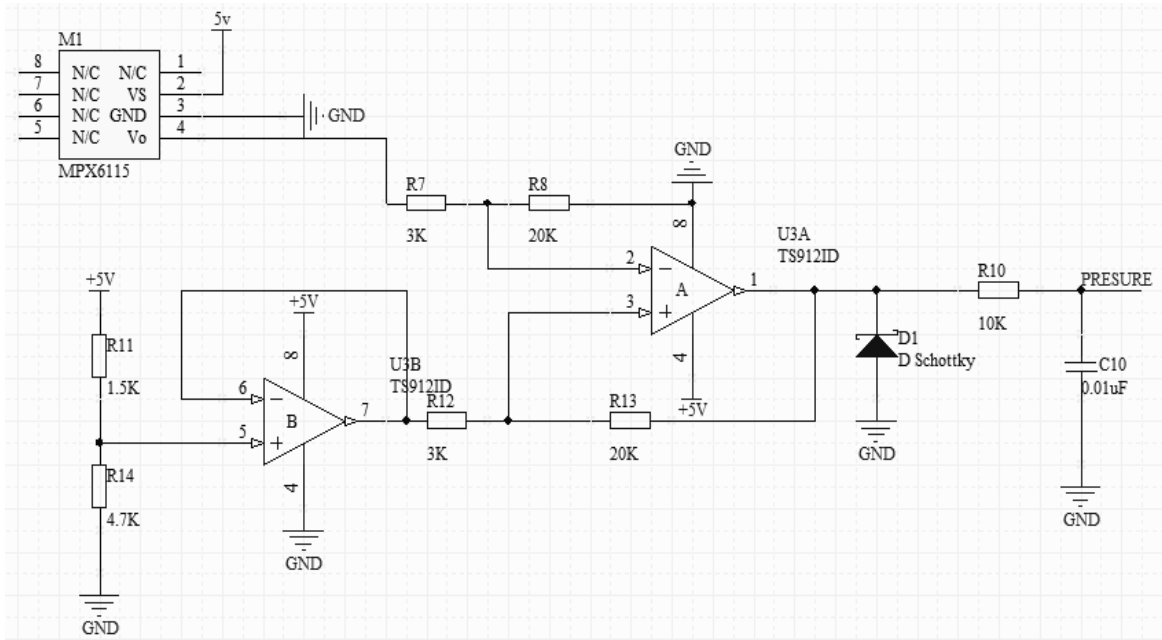 5v
M1
8 N/C N/C 1
7 N/C VS 2
6 N/C GND 3
5 N/C Vo 4
GND
MPX6115
GND
R7
R8
3K
20K
8
U3A
TS912ID
2
A
1
3
4
+5V
R10
PRESURE
10K
+5V
R11
1.5K
+5V
8
U3B
TS912ID
6
B
7
5
4
GND
R12
3K
R13
20K
D1
D Schottky
GND
C10
0.01uF
GND
R14
4.7K
GND